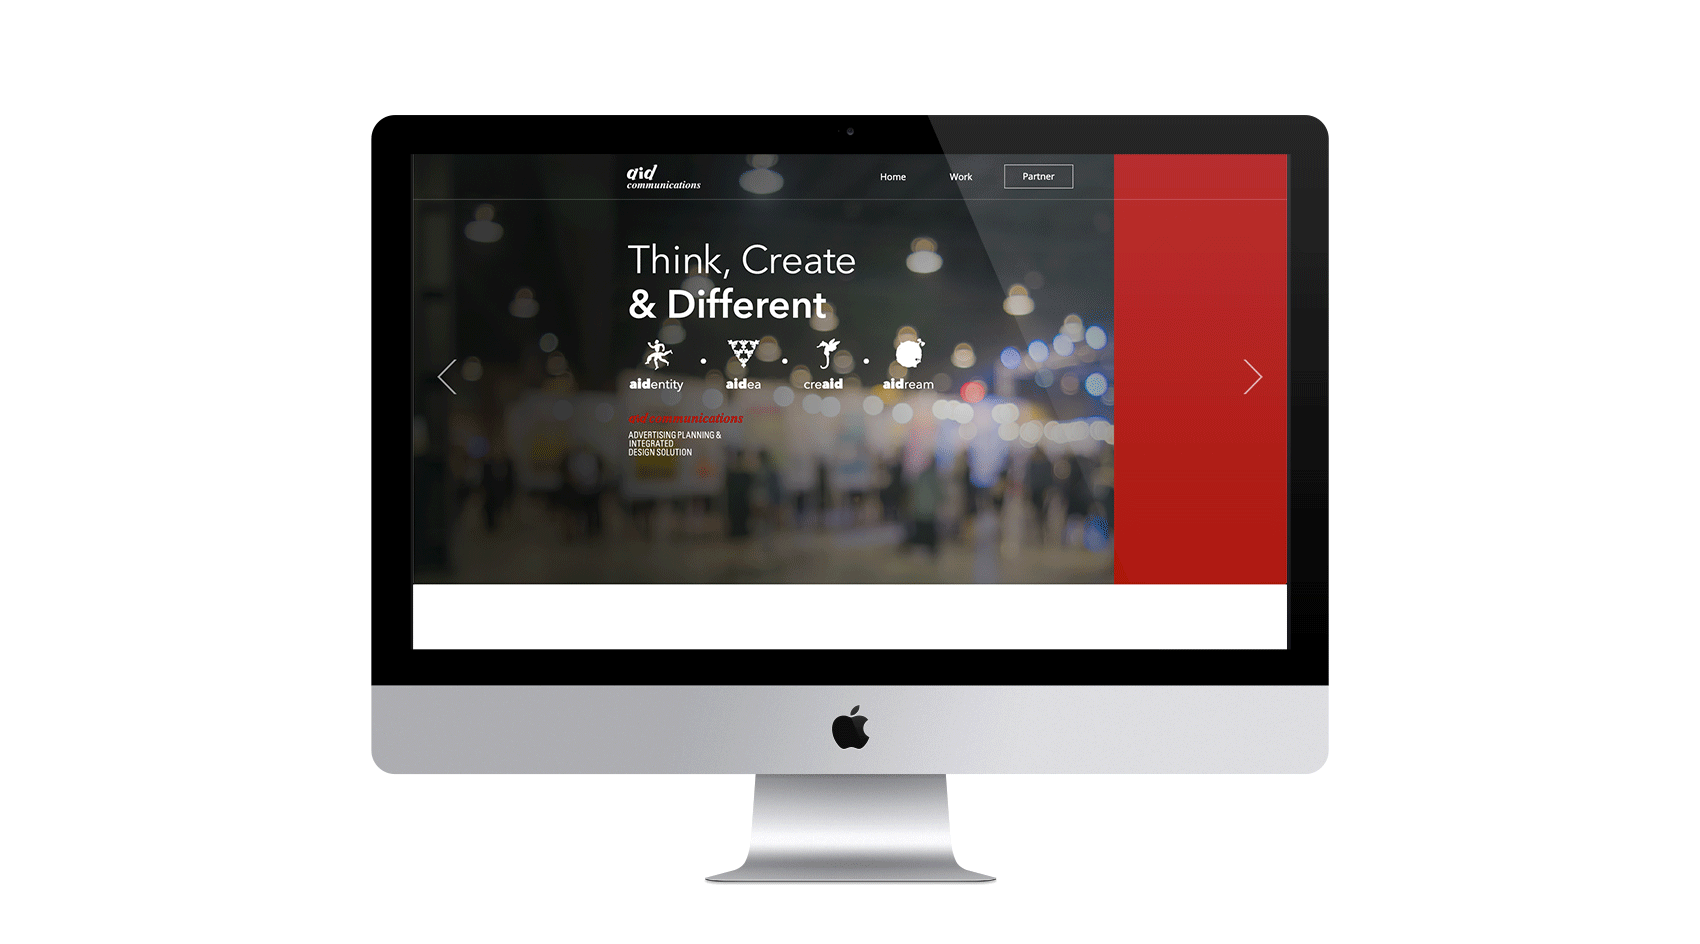 aid
communications
Home
Work
Partner
Think, Create
& Different
aidentity
aidea
creaid
aidream
aid communications
ADVERTISING PLANNING &
INTEGRATED
DESIGN SOLUTION